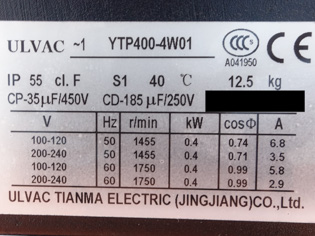 ULVAC ~1 YTP400-4W01 CCC CE
A041950
IP 55 cl. F S1 40 ℃ 12.5 kg
CP-35μF/450V CD-185μF/250V
V Hz r/min kW cosΦ A
100-120 50 1455 0.4 0.74 6.8
200-240 50 1455 0.4 0.71 3.5
100-120 60 1750 0.4 0.99 5.8
200-240 60 1750 0.4 0.99 2.9
ULVAC TIANMA ELECTRIC (JINGJIANG)CO.,LTD.